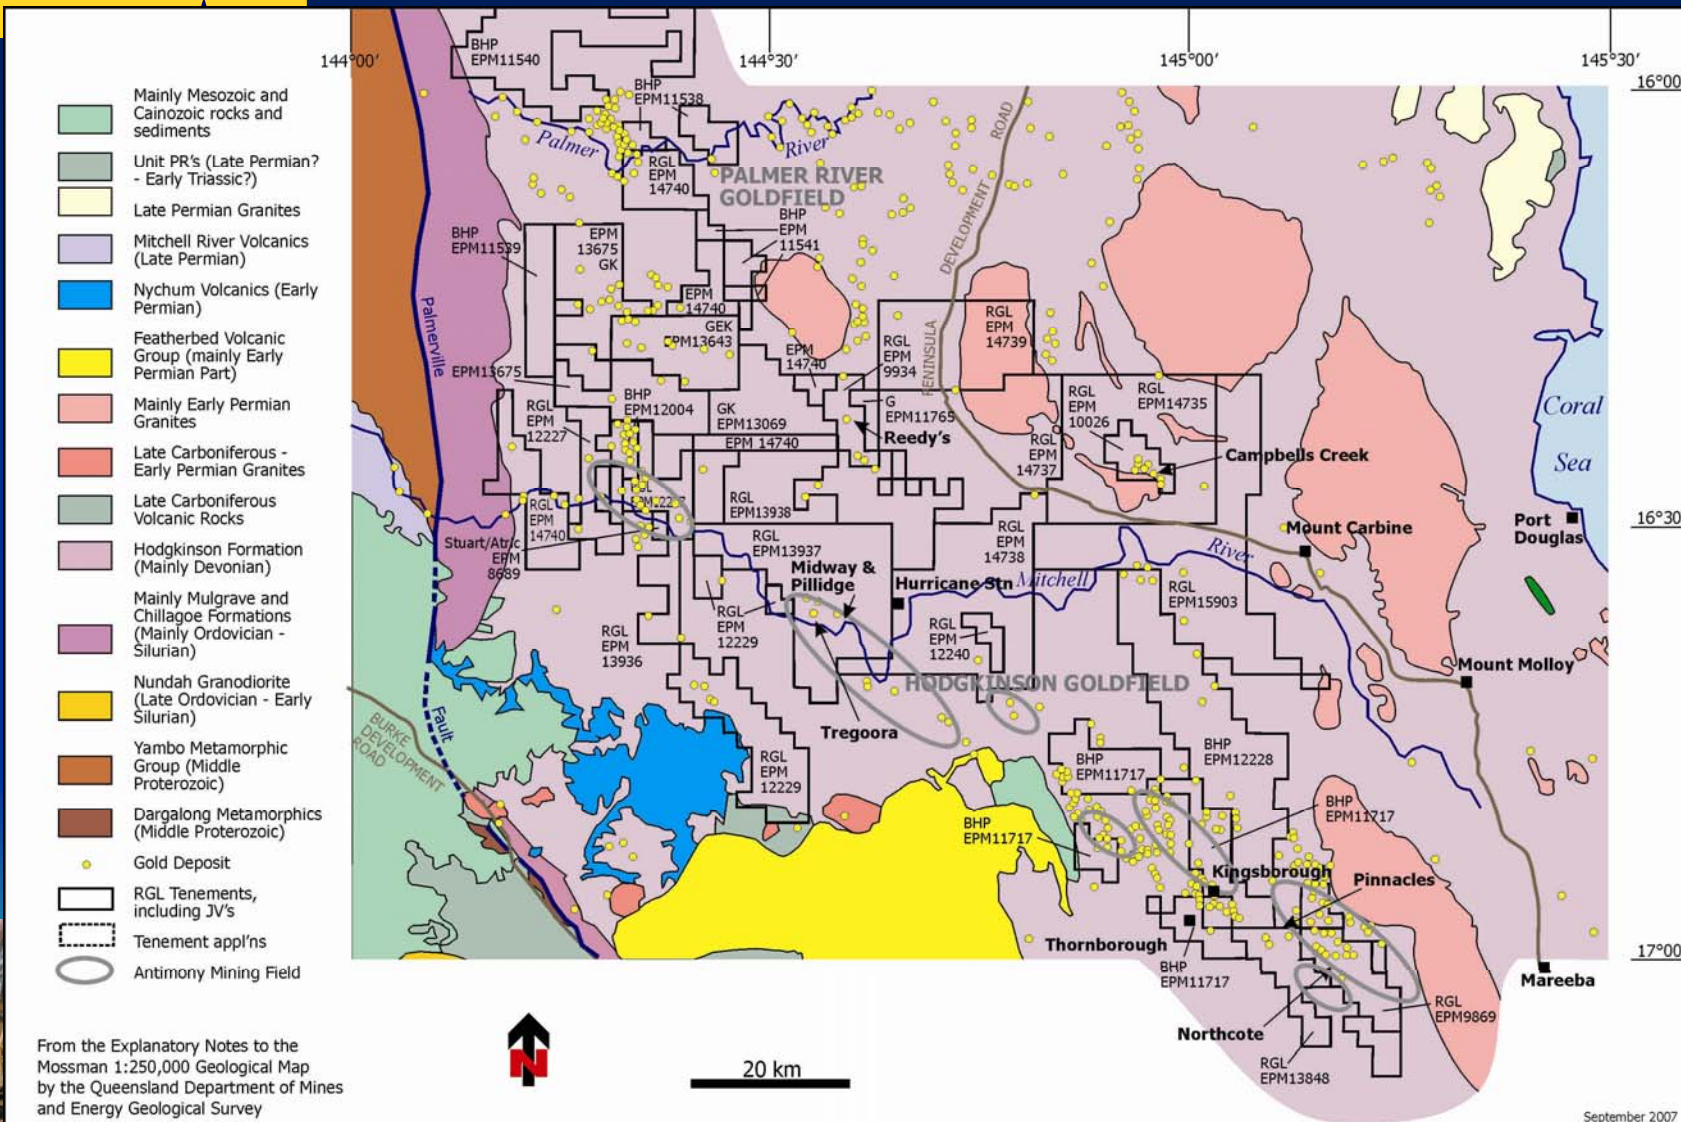 144°00'
144°30'
145°00'
145°30'
16°00
16°30
17°00
Mainly Mesozoic and
Cainozoic rocks and
sediments
Unit PR's (Late Permian?
- Early Triassic?)
Late Permian Granites
Mitchell River Volcanics
(Late Permian)
Nychum Volcanics (Early
Permian)
Featherbed Volcanic
Group (mainly Early
Permian Part)
Mainly Early Permian
Granites
Late Carboniferous -
Early Permian Granites
Late Carboniferous
Volcanic Rocks
Hodgkinson Formation
(Mainly Devonian)
Mainly Mulgrave and
Chillagoe Formations
(Mainly Ordovician -
Silurian)
Nundah Granodiorite
(Late Ordovician - Early
Silurian)
Yambo Metamorphic
Group (Middle
Proterozoic)
Dargalong Metamorphics
(Middle Proterozoic)
Gold Deposit
RGL Tenements,
including JV's
Tenement appl'ns
Antimony Mining Field
From the Explanatory Notes to the
Mossman 1:250,000 Geological Map
by the Queensland Department of Mines
and Energy Geological Survey
BHP
EPM11540
BHP
EPM11538
Palmer
River
RGL
EPM
14740
PALMER RIVER
GOLDFIELD
BHP
EPM11539
EPM
13675
GK
BHP
EPM
11541
EPM
14740
GEK
EPM13643
EPM
14740
RGL
EPM
9934
RGL
EPM
14739
PENINSULA
DEVELOPMENT
ROAD
Palmerville
Fault
EPM13675
RGL
EPM
12227
BHP
EPM12004
GK
EPM13069
EPM 14740
G
EPM11765
Reedy's
RGL
EPM
10026
RGL
EPM14735
RGL
EPM
14737
Campbells Creek
Coral
Sea
RGL
EPM
14740
RGL
EPM13938
Stuart/Atric
EPM
8689
RGL
EPM13937
RGL
EPM
14738
Mount Carbine
Port
Douglas
Midway &
Pillidge
Hurricane Stn
Mitchell
River
RGL
EPM15903
RGL
EPM
12229
RGL
EPM
13936
RGL
EPM
12240
Mount Molloy
HODGKINSON GOLDFIELD
Tregoora
BURKE
DEVELOPMENT
ROAD
RGL
EPM
12229
BHP
EPM11717
BHP
EPM12228
BHP
EPM11717
BHP
EPM11717
Kingsborough
Pinnacles
Thornborough
BHP
EPM11717
Mareeba
RGL
EPM9869
Northcote
RGL
EPM13848
N
20 km
September 2007